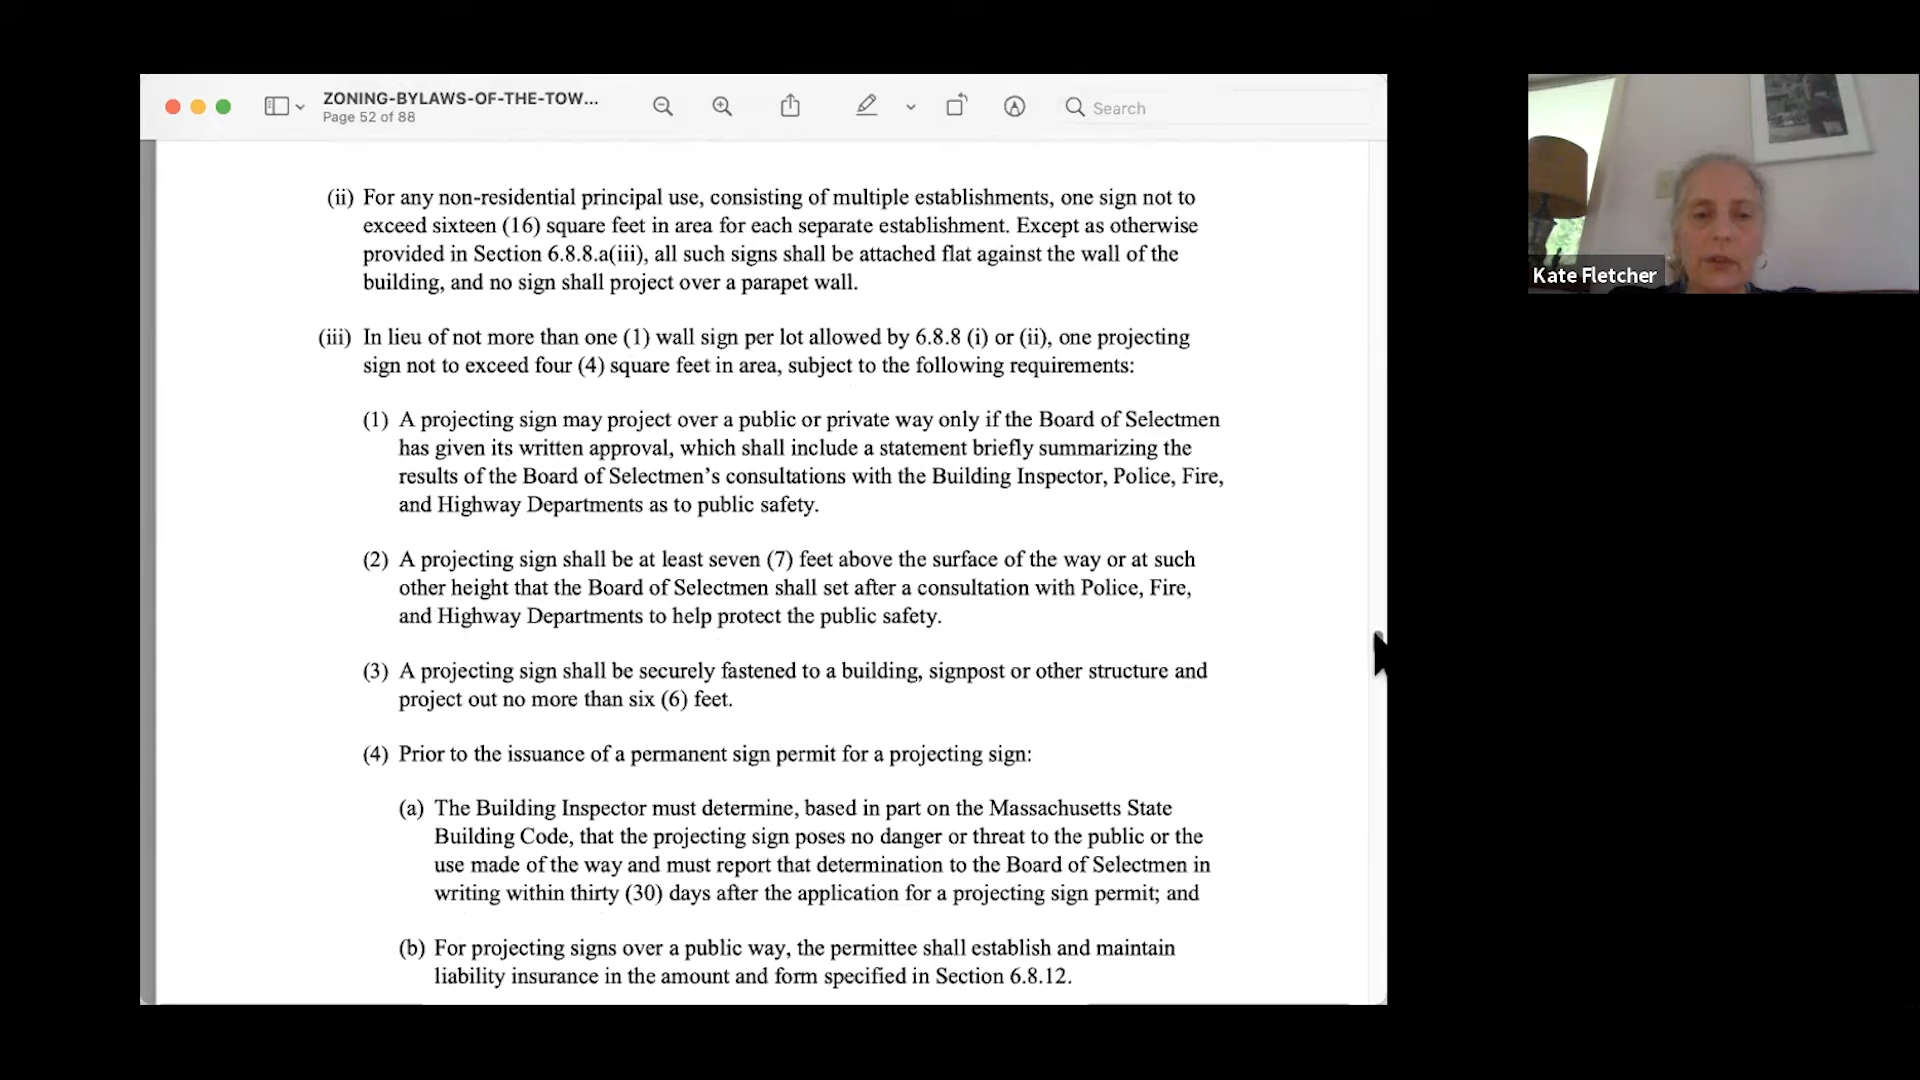 ZONING-BYLAWS-OF-THE-TOW...
Page 52 of 88
Search
(ii) For any non-residential principal use, consisting of multiple establishments, one sign not to
exceed sixteen (16) square feet in area for each separate establishment. Except as otherwise
provided in Section 6.8.8.a(iii), all such signs shall be attached flat against the wall of the
building, and no sign shall project over a parapet wall.
(iii) In lieu of not more than one (1) wall sign per lot allowed by 6.8.8 (i) or (ii), one projecting
sign not to exceed four (4) square feet in area, subject to the following requirements:
(1) A projecting sign may project over a public or private way only if the Board of Selectmen
has given its written approval, which shall include a statement briefly summarizing the
results of the Board of Selectmen’s consultations with the Building Inspector, Police, Fire,
and Highway Departments as to public safety.
(2) A projecting sign shall be at least seven (7) feet above the surface of the way or at such
other height that the Board of Selectmen shall set after a consultation with Police, Fire,
and Highway Departments to help protect the public safety.
(3) A projecting sign shall be securely fastened to a building, signpost or other structure and
project out no more than six (6) feet.
(4) Prior to the issuance of a permanent sign permit for a projecting sign:
(a) The Building Inspector must determine, based in part on the Massachusetts State
Building Code, that the projecting sign poses no danger or threat to the public or the
use made of the way and must report that determination to the Board of Selectmen in
writing within thirty (30) days after the application for a projecting sign permit; and
(b) For projecting signs over a public way, the permittee shall establish and maintain
liability insurance in the amount and form specified in Section 6.8.12.
Kate Fletcher